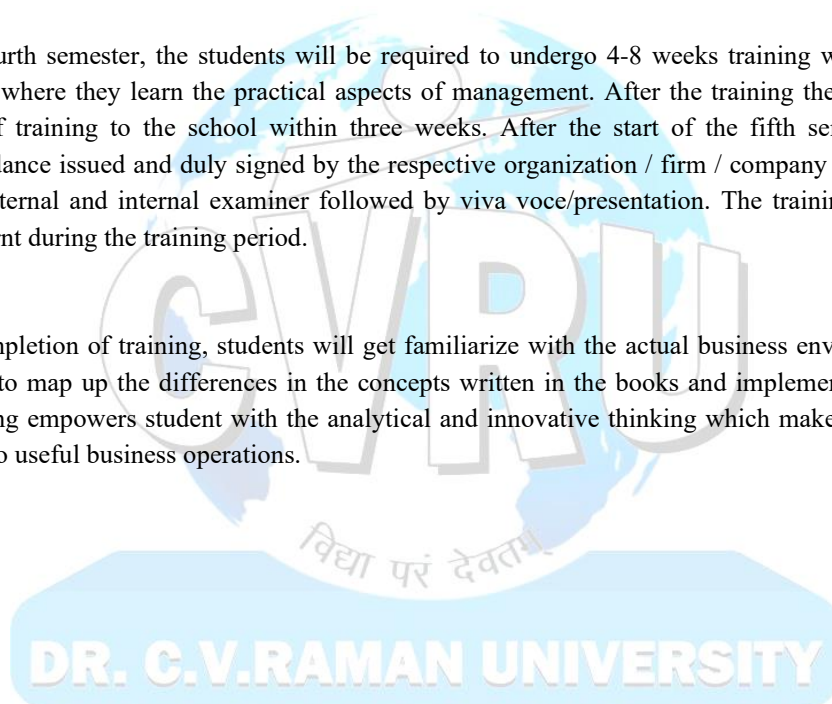 urth semester, the students will be required to undergo 4-8 weeks training w
where they learn the practical aspects of management. After the training the
f training to the school within three weeks. After the start of the fifth se
dance issued and duly signed by the respective organization / firm / company
ternal and internal examiner followed by viva voce/presentation. The traini
nt during the training period.
mpletion of training, students will get familiarize with the actual business env
to map up the differences in the concepts written in the books and implemen
ng empowers student with the analytical and innovative thinking which make
o useful business operations.
CVRU
विद्या परं देवतम्
DR. C.V.RAMAN UNIVERSITY